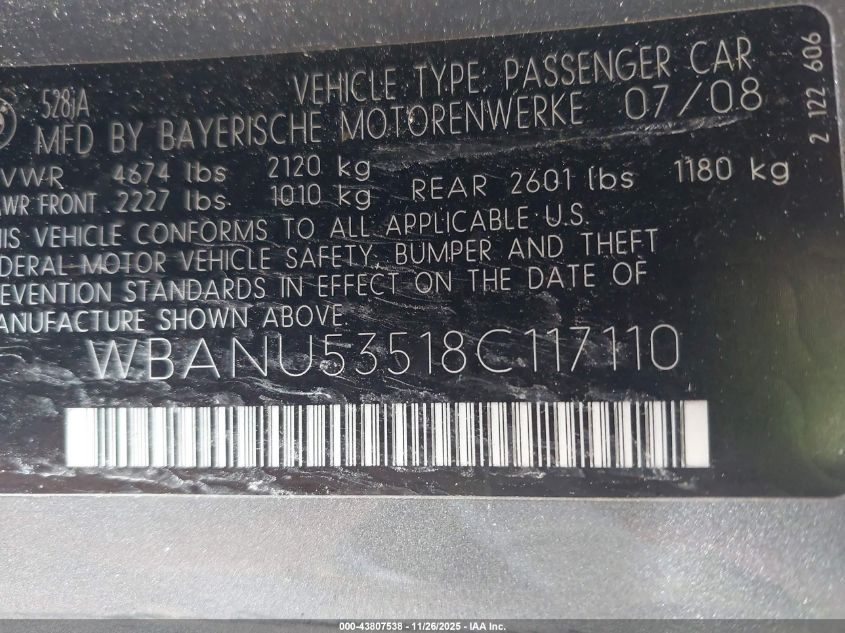 528iA VEHICLE TYPE: PASSENGER CAR
MFD BY BAYERISCHE MOTORENWERKE 07/08
VWR 4674 lbs 2120 kg
WR FRONT 2227 lbs. 1010 kg REAR 2601 lbs 1180 kg
IS VEHICLE CONFORMS TO ALL APPLICABLE U.S.
DERAL MOTOR VEHICLE SAFETY, BUMPER AND THEFT
EVENTION STANDARDS IN EFFECT ON THE DATE OF
ANUFACTURE SHOWN ABOVE
WBANU53518C117110
2 122 606
000-43807538 - 11/26/2025 - IAA Inc.